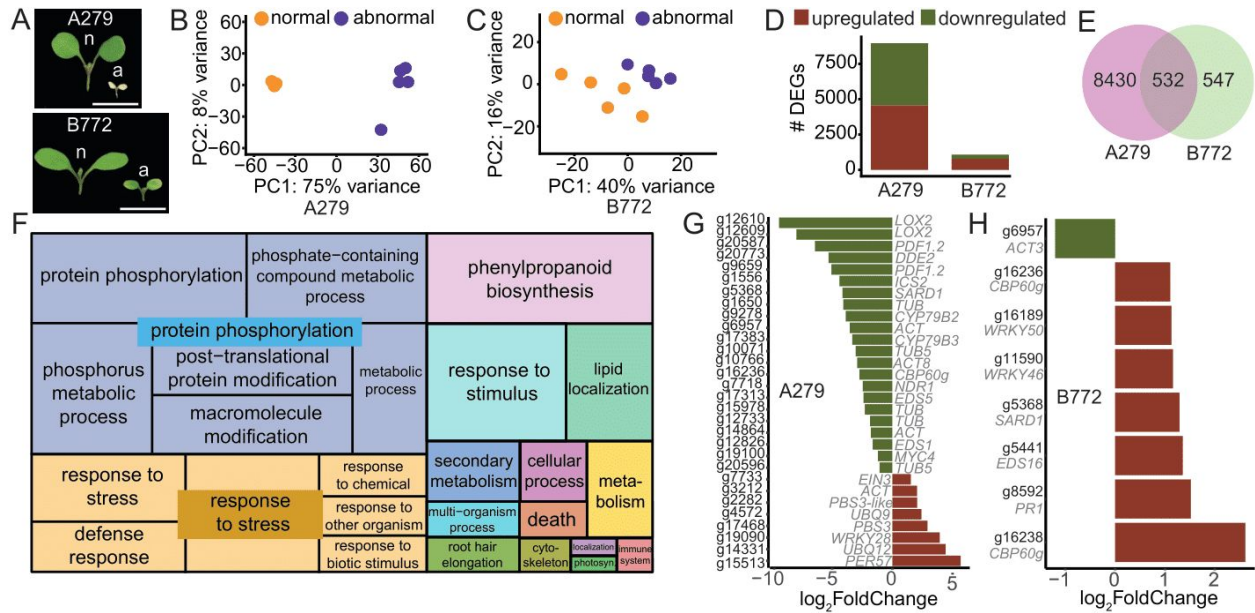 A
A279
n
a
B772
n
a
B
normal
abnormal
PC2: 8% variance
60
30
0
−30
−60
−60
−30
0
30
60
PC1: 75% variance
A279
C
normal
abnormal
PC2: 16% variance
20
0
−20
−20
0
20
PC1: 40% variance
B772
D
upregulated
downregulated
# DEGs
7500
5000
2500
0
A279
B772
E
8430
532
547
A279
B772
F
protein phosphorylation
phosphate−containing
compound metabolic
process
phenylpropanoid
biosynthesis
protein phosphorylation
phosphorus
metabolic
process
post−translational
protein modification
metabolic
process
macromolecule
modification
response to
stimulus
lipid
localization
response to
stress
response
to stress
defense
response
response
to chemical
response to
other organism
response to
biotic stimulus
secondary
metabolism
cellular
process
meta-
bolism
multi−organism
process
death
root hair
elongation
cyto-
skeleton
localization
photosyn.
immune
system
G
g12610 LOX2
g12609 LOX2
g20587 PDF1.2
g20773 DDE2
g9659 PDF1.2
g1556 ICS2
g5368 SARD1
g1650 TUB
g9278 CYP79B2
g6957 ACT
g17383 CYP79B3
g10071 TUB5
g10766 ACT8
g16236 CBP60g
g7718 NDR1
g17313 EDS5
g15978 TUB
g12733 TUB
g14864 ACT
g12826 EDS1
g19100 MYC4
g20596 TUB5
g7733 EIN3
g3212 ACT
g2282 PBS3-like
g4572 UBQ9
g17468 PBS3
g19090 WRKY28
g14331 UBQ12
g15513 PER57
A279
−10
−5
0
5
log2FoldChange
H
g6957
ACT3
g16236
CBP60g
g16189
WRKY50
g11590
WRKY46
g5368
SARD1
g5441
EDS16
g8592
PR1
g16238
CBP60g
B772
−1
0
1
2
log2FoldChange